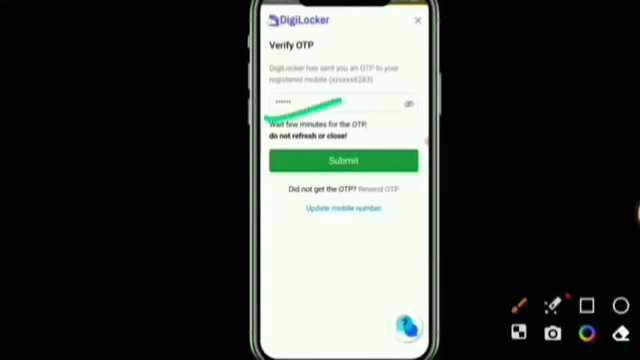 DigiLocker
Verify OTP
DigiLocker has sent you an OTP to your
registered mobile (xxxxxx6283)
Wait few minutes for the OTP,
do not refresh or close!
Submit
Did not get the OTP? Resend OTP
Update mobile number